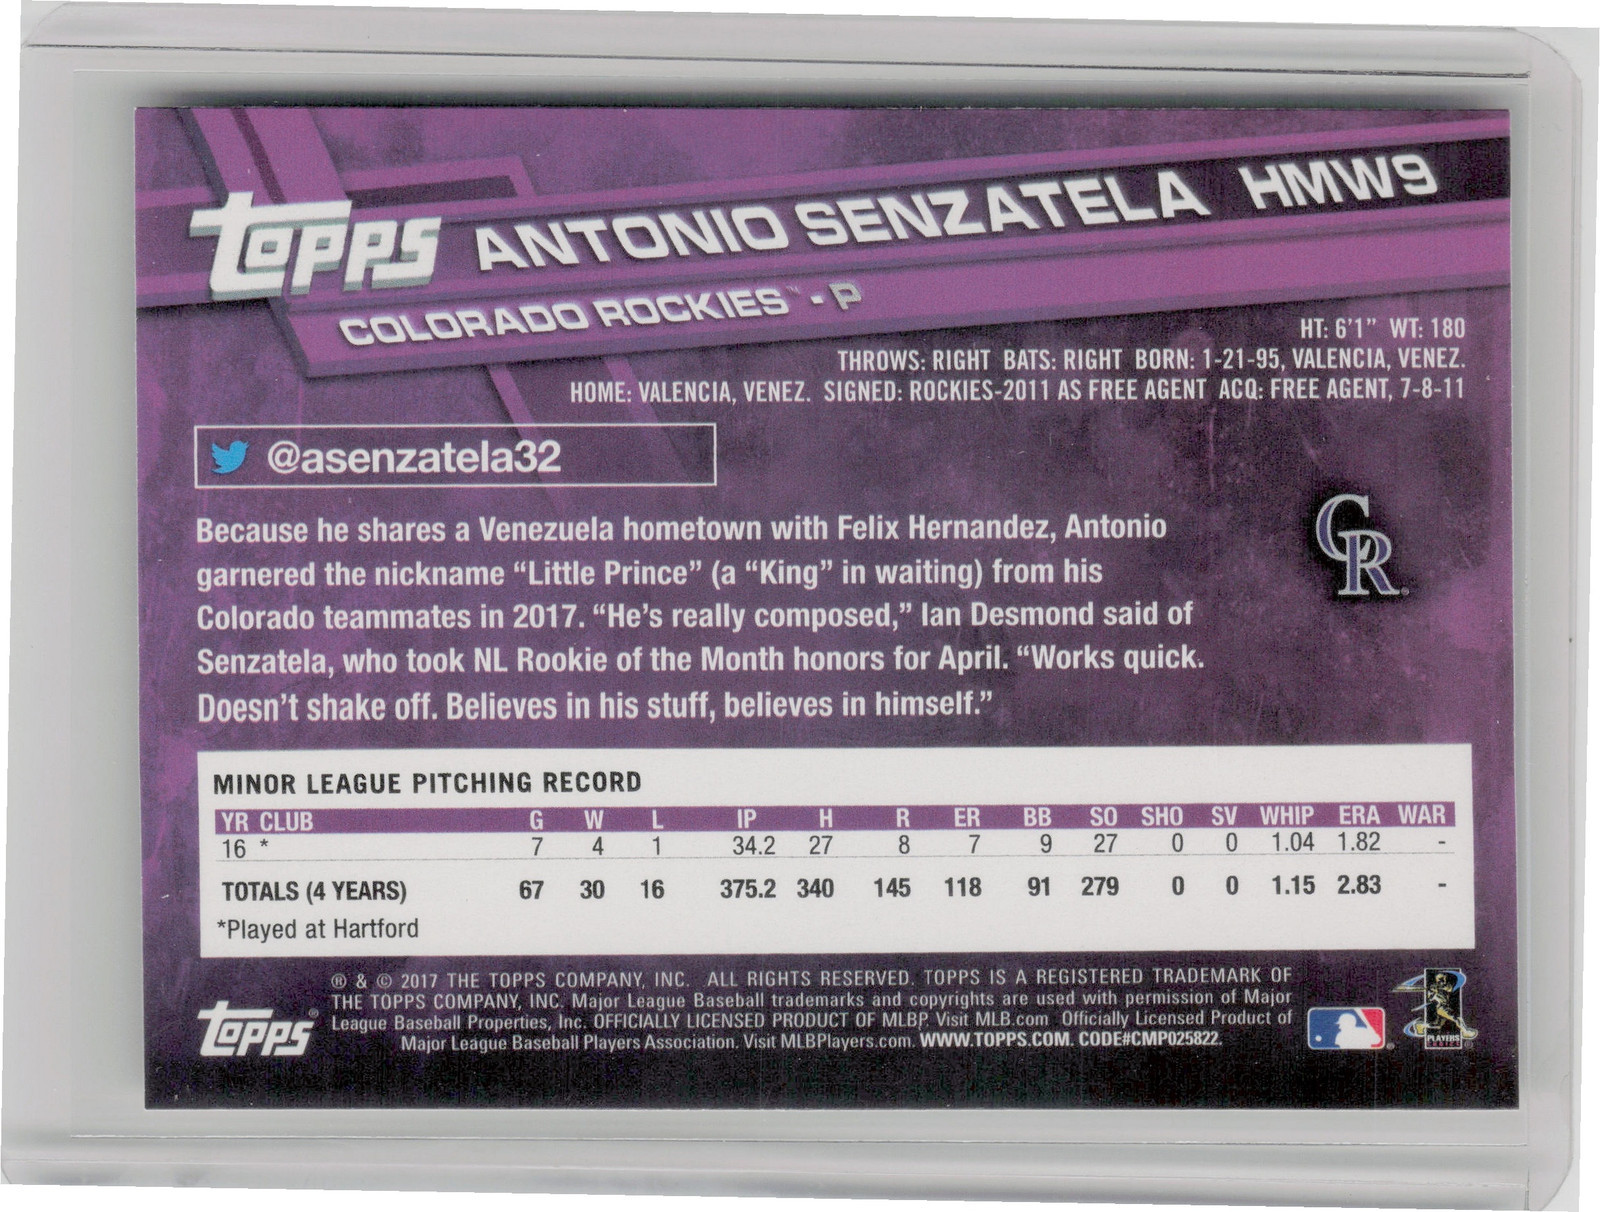 Topps ANTONIO SENZATELA HMW9
COLORADO ROCKIES™ - P
HT: 6'1" WT: 180
THROWS: RIGHT BATS: RIGHT BORN: 1-21-95, VALENCIA, VENEZ.
HOME: VALENCIA, VENEZ. SIGNED: ROCKIES-2011 AS FREE AGENT ACQ: FREE AGENT, 7-8-11
@asenzatela32
Because he shares a Venezuela hometown with Felix Hernandez, Antonio
garnered the nickname “Little Prince” (a “King” in waiting) from his
Colorado teammates in 2017. “He’s really composed,” Ian Desmond said of
Senzatela, who took NL Rookie of the Month honors for April. “Works quick.
Doesn’t shake off. Believes in his stuff, believes in himself.”
CR
MINOR LEAGUE PITCHING RECORD
YR CLUB G W L IP H R ER BB SO SHO SV WHIP ERA WAR
16 * 7 4 1 34.2 27 8 7 9 27 0 0 1.04 1.82 -
TOTALS (4 YEARS) 67 30 16 375.2 340 145 118 91 279 0 0 1.15 2.83 -
*Played at Hartford
® & © 2017 THE TOPPS COMPANY, INC. ALL RIGHTS RESERVED. TOPPS IS A REGISTERED TRADEMARK OF
THE TOPPS COMPANY, INC. Major League Baseball trademarks and copyrights are used with permission of Major
League Baseball Properties, Inc. OFFICIALLY LICENSED PRODUCT OF MLBP. Visit MLB.com Officially Licensed Product of
Major League Baseball Players Association. Visit MLBPlayers.com. WWW.TOPPS.COM. CODE#CMP025822.
Topps®
PLAYERS